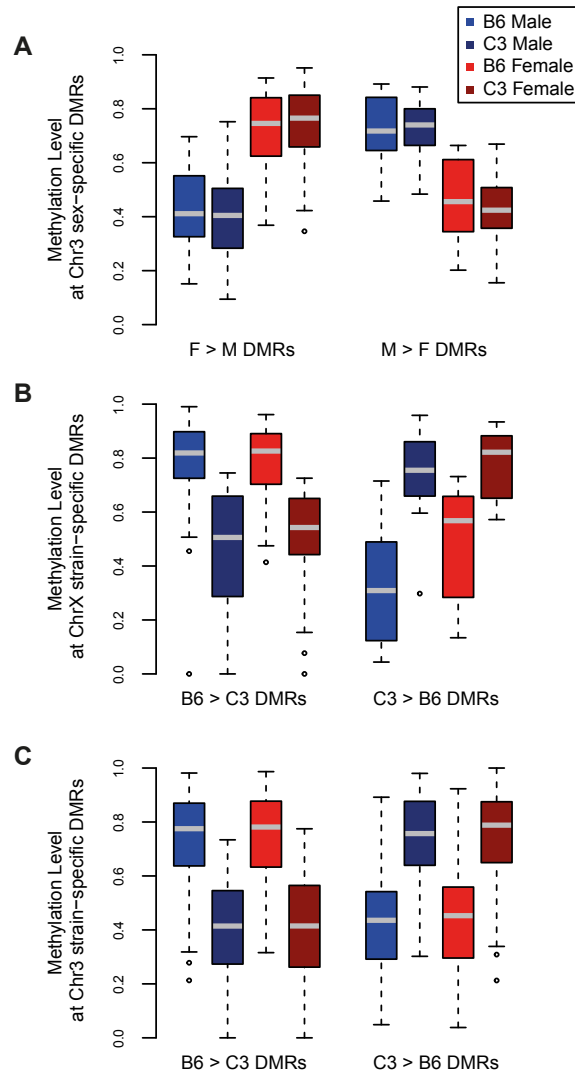 B6 Male
C3 Male
B6 Female
C3 Female
A
Methylation Level
at Chr3 sex−specific DMRs
0.0
0.2
0.4
0.6
0.8
1.0
F > M DMRs
M > F DMRs
B
Methylation Level
at ChrX strain−specific DMRs
0.0
0.2
0.4
0.6
0.8
1.0
B6 > C3 DMRs
C3 > B6 DMRs
C
Methylation Level
at Chr3 strain−specific DMRs
0.0
0.2
0.4
0.6
0.8
1.0
B6 > C3 DMRs
C3 > B6 DMRs